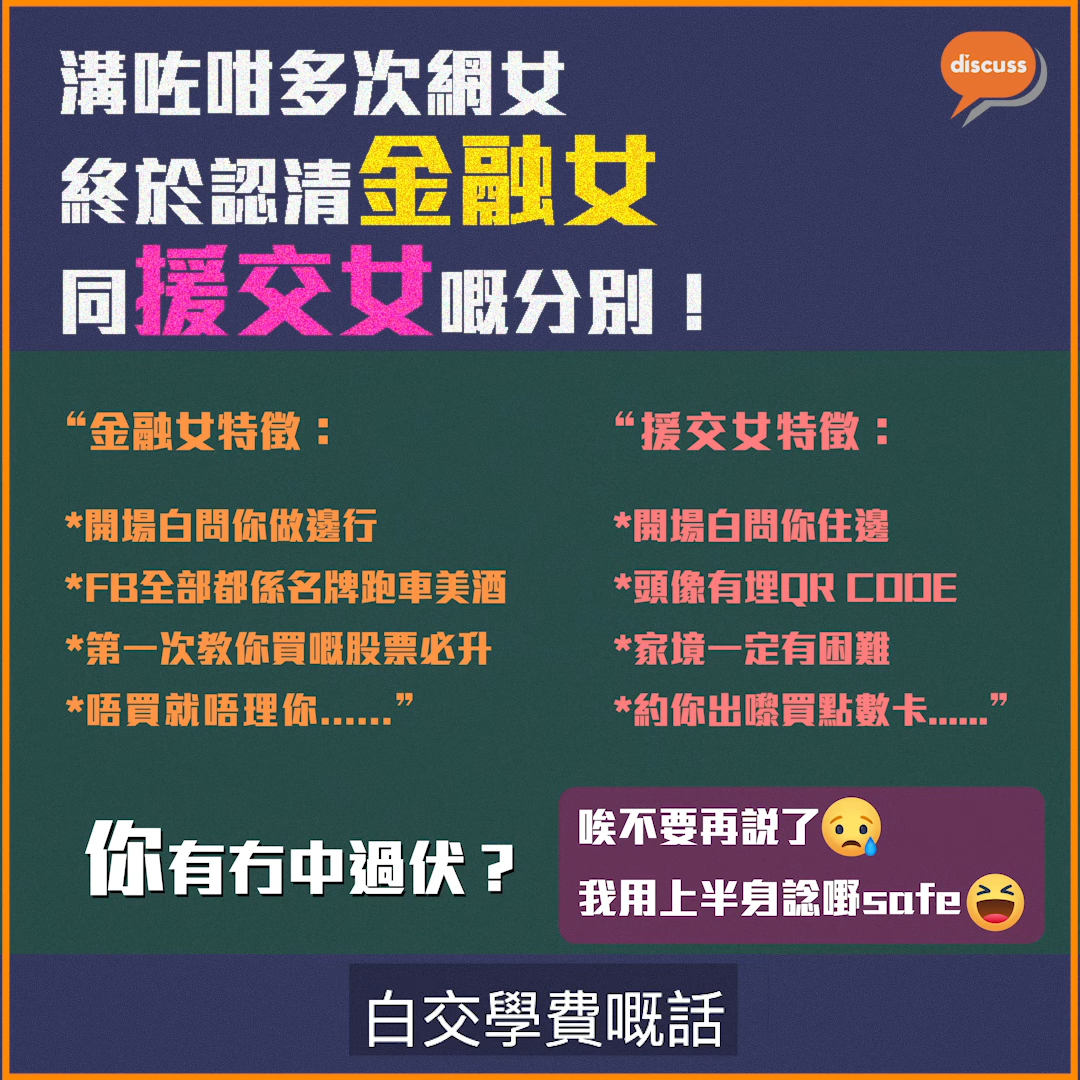 溝咗咁多次網女
discuss
終於認清金融女
同援交女嘅分別！
“金融女特徵：
*開場白問你做邊行
*FB全部都係名牌跑車美酒
*第一次教你買嘅股票必升
*唔買就唔理你......”
“援交女特徵：
*開場白問你住邊
*頭像有埋QR CODE
*家境一定有困難
*約你出嚟買點數卡......”
你有冇中過伏？
唉不要再説了😢
我用上半身諗嘢safe😆
白交學費嘅話